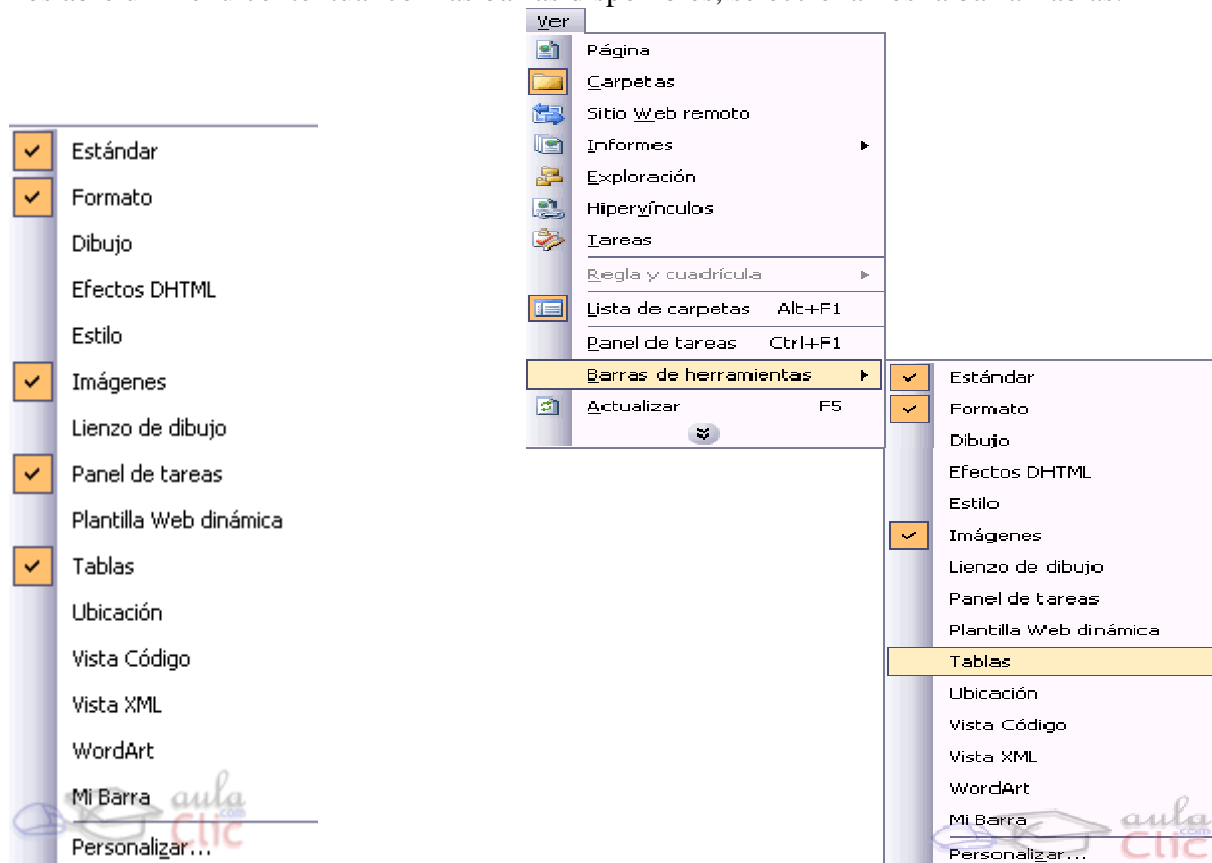 Estándar
Formato
Dibujo
Efectos DHTML
Estilo
Imágenes
Lienzo de dibujo
Panel de tareas
Plantilla Web dinámica
Tablas
Ubicación
Vista Código
Vista XML
WordArt
Mi Barra
Personalizar...
aula
.com
Clic
Ver
Página
Carpetas
Sitio Web remoto
Informes
Exploración
Hipervínculos
Tareas
Regla y cuadrícula
Lista de carpetas Alt+F1
Panel de tareas Ctrl+F1
Barras de herramientas
Actualizar F5
Estándar
Formato
Dibujo
Efectos DHTML
Estilo
Imágenes
Lienzo de dibujo
Panel de tareas
Plantilla Web dinámica
Tablas
Ubicación
Vista Código
Vista XML
WordArt
Mi Barra
Personalizar...
aula
.com
Clic